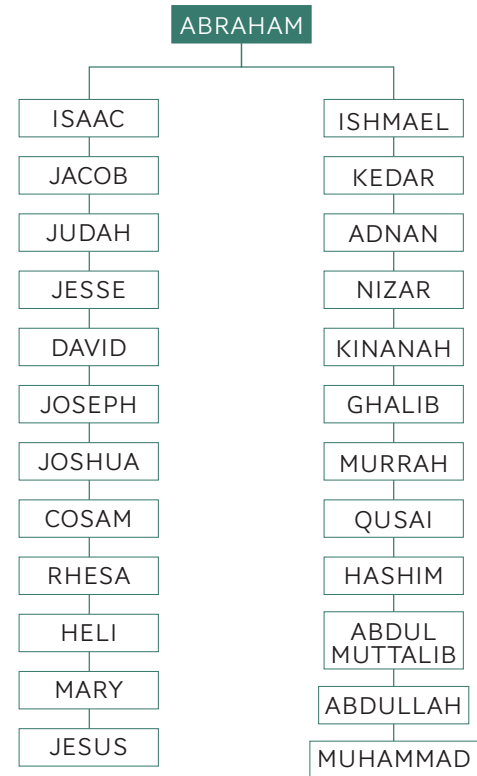 ABRAHAM
ISAAC
JACOB
JUDAH
JESSE
DAVID
JOSEPH
JOSHUA
COSAM
RHESA
HELI
MARY
JESUS
ISHMAEL
KEDAR
ADNAN
NIZAR
KINANAH
GHALIB
MURRAH
QUSAI
HASHIM
ABDUL
MUTTALIB
ABDULLAH
MUHAMMAD